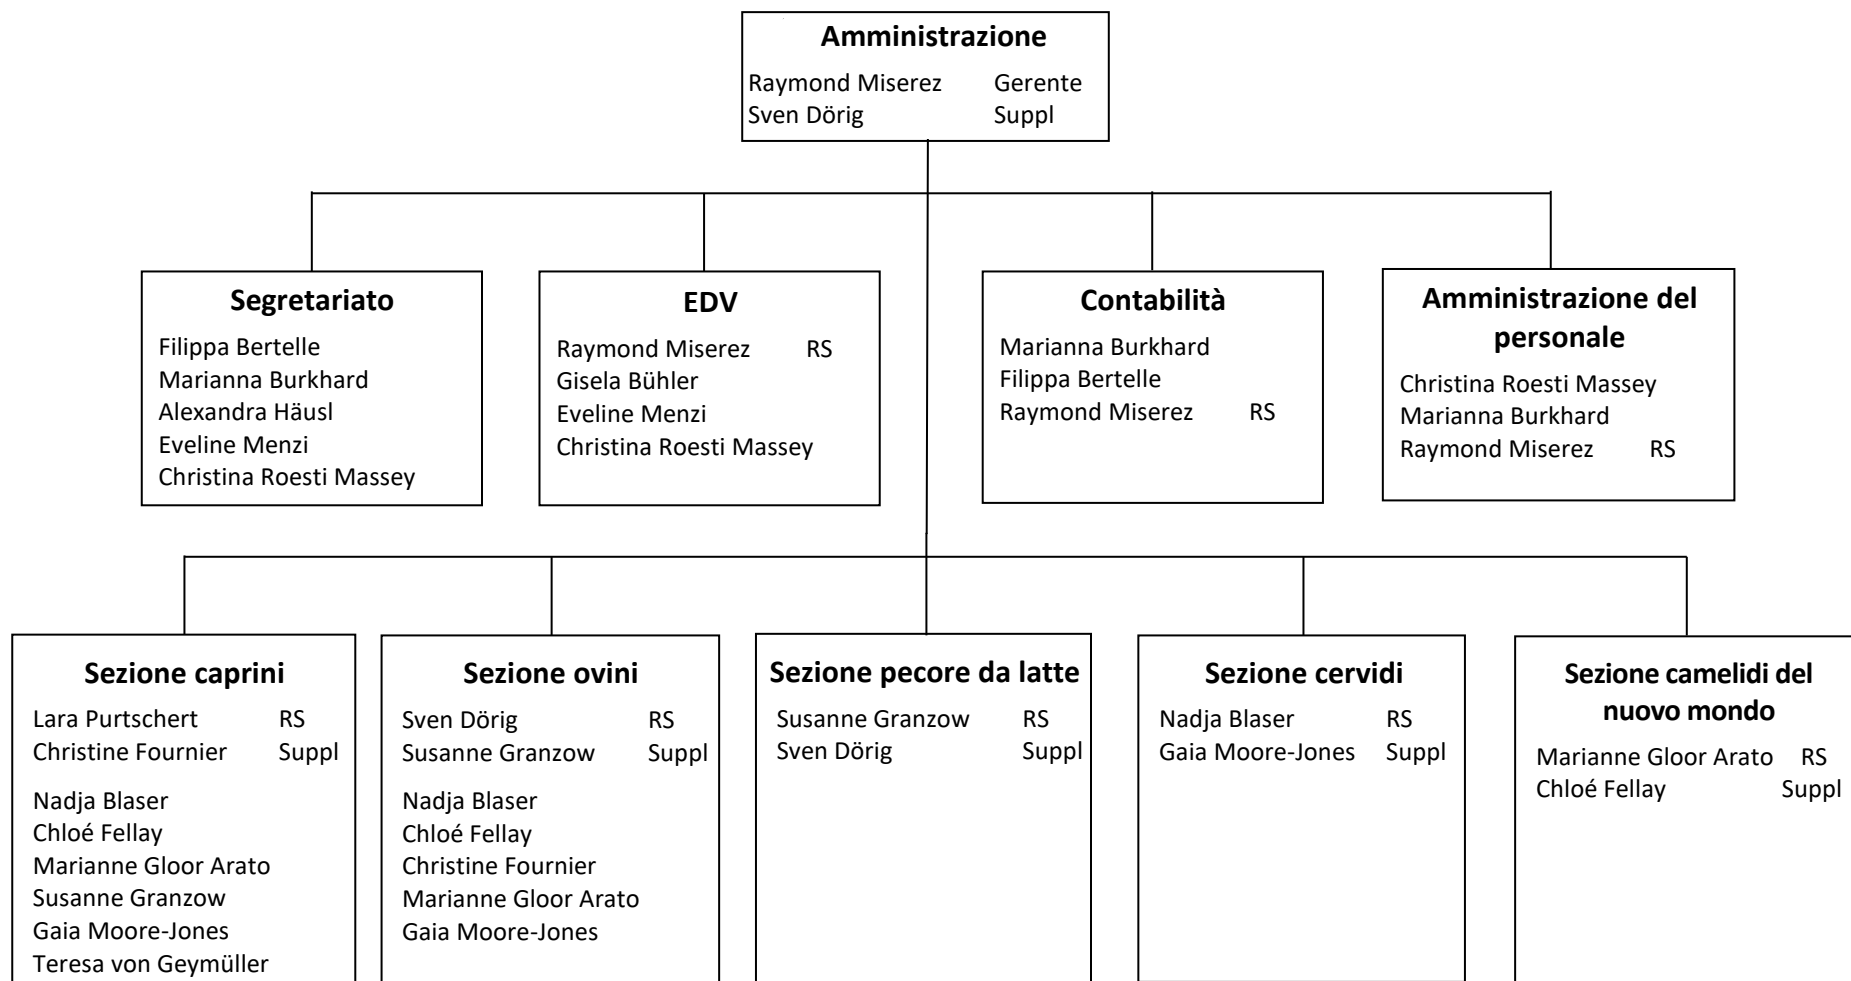 Amministrazione
Raymond Miserez Gerente
Sven Dörig Suppl
Segretariato
Filippa Bertelle
Marianna Burkhard
Alexandra Häusl
Eveline Menzi
Christina Roesti Massey
EDV
Raymond Miserez RS
Gisela Bühler
Eveline Menzi
Christina Roesti Massey
Contabilità
Marianna Burkhard
Filippa Bertelle
Raymond Miserez RS
Amministrazione del
personale
Christina Roesti Massey
Marianna Burkhard
Raymond Miserez RS
Sezione caprini
Lara Purtschert RS
Christine Fournier Suppl
Nadja Blaser
Chloé Fellay
Marianne Gloor Arato
Susanne Granzow
Gaia Moore-Jones
Teresa von Geymüller
Sezione ovini
Sven Dörig RS
Susanne Granzow Suppl
Nadja Blaser
Chloé Fellay
Christine Fournier
Marianne Gloor Arato
Gaia Moore-Jones
Sezione pecore da latte
Susanne Granzow RS
Sven Dörig Suppl
Sezione cervidi
Nadja Blaser RS
Gaia Moore-Jones Suppl
Sezione camelidi del
nuovo mondo
Marianne Gloor Arato RS
Chloé Fellay Suppl